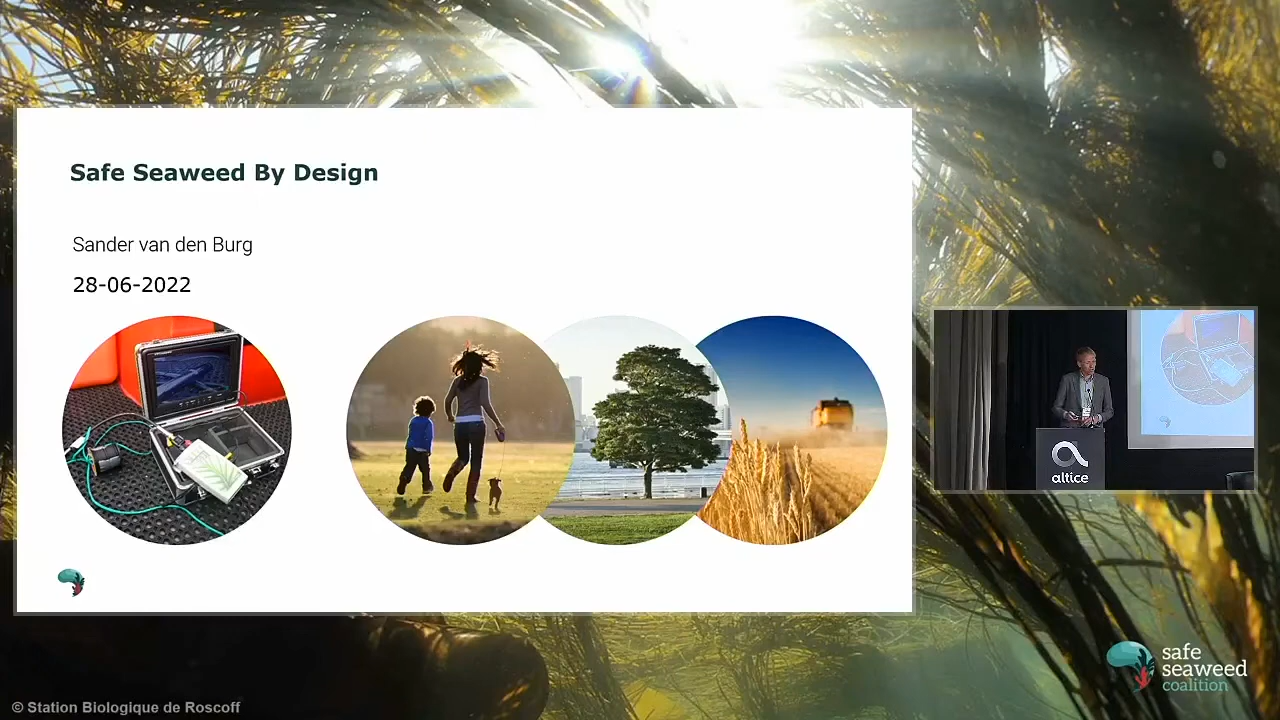 Safe Seaweed By Design
Sander van den Burg
28-06-2022
altice
safe
seaweed
coalition
© Station Biologique de Roscoff